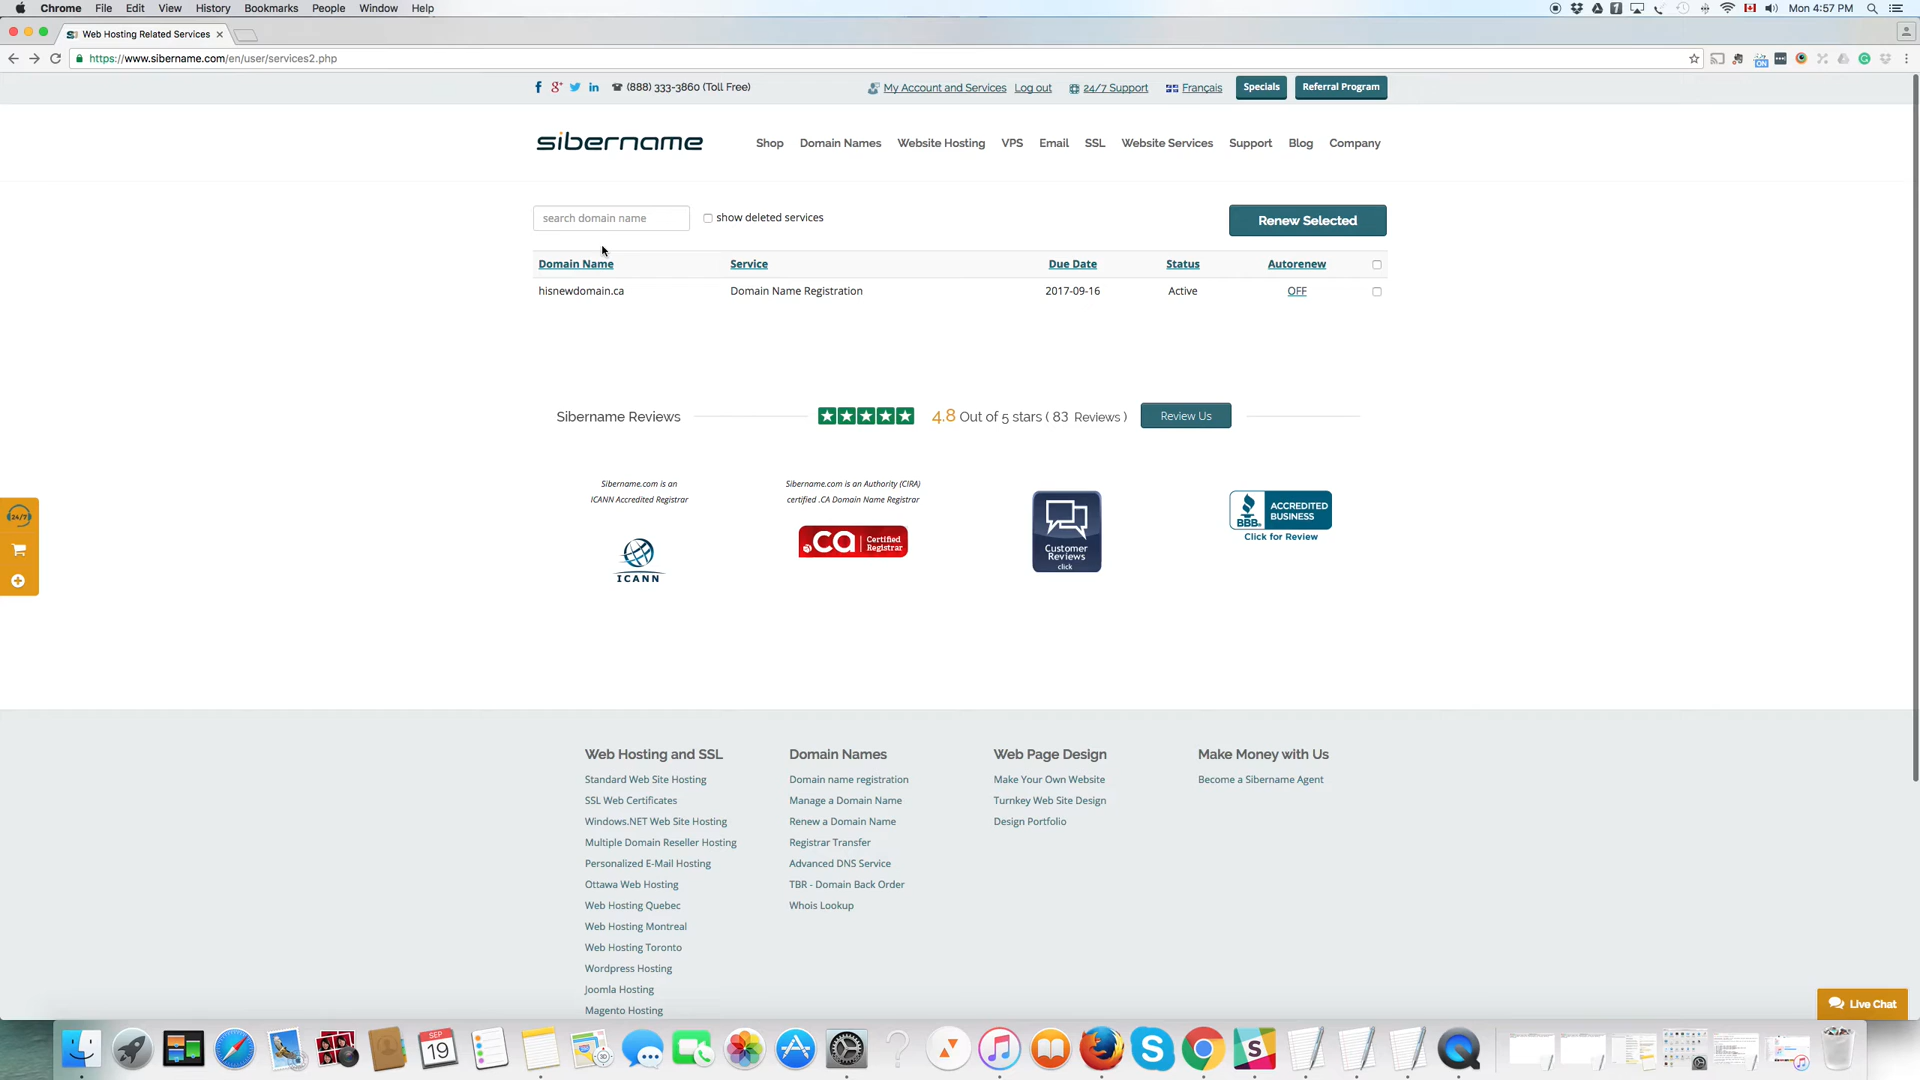 Chrome File Edit View History Bookmarks People Window Help
Mon 4:57 PM
Web Hosting Related Services
https://www.sibername.com/en/user/services2.php
(888) 333-3860 (Toll Free) My Account and Services Log out 24/7 Support Français Specials Referral Program
sibername Shop Domain Names Website Hosting VPS Email SSL Website Services Support Blog Company
search domain name show deleted services Renew Selected
Domain Name Service Due Date Status Autorenew
hisnewdomain.ca Domain Name Registration 2017-09-16 Active OFF
Sibername Reviews 4.8 Out of 5 stars ( 83 Reviews ) Review Us
Sibername.com is an
ICANN Accredited Registrar
ICANN
Sibername.com is an Authority (CIRA)
certified .CA Domain Name Registrar
.ca Certified
Registrar
Customer
Reviews
click
BBB. ACCREDITED
BUSINESS
Click for Review
24/7
Web Hosting and SSL
Standard Web Site Hosting
SSL Web Certificates
Windows.NET Web Site Hosting
Multiple Domain Reseller Hosting
Personalized E-Mail Hosting
Ottawa Web Hosting
Web Hosting Quebec
Web Hosting Montreal
Web Hosting Toronto
Wordpress Hosting
Joomla Hosting
Magento Hosting
Domain Names
Domain name registration
Manage a Domain Name
Renew a Domain Name
Registrar Transfer
Advanced DNS Service
TBR - Domain Back Order
Whois Lookup
Web Page Design
Make Your Own Website
Turnkey Web Site Design
Design Portfolio
Make Money with Us
Become a Sibername Agent
Live Chat
SEP
19